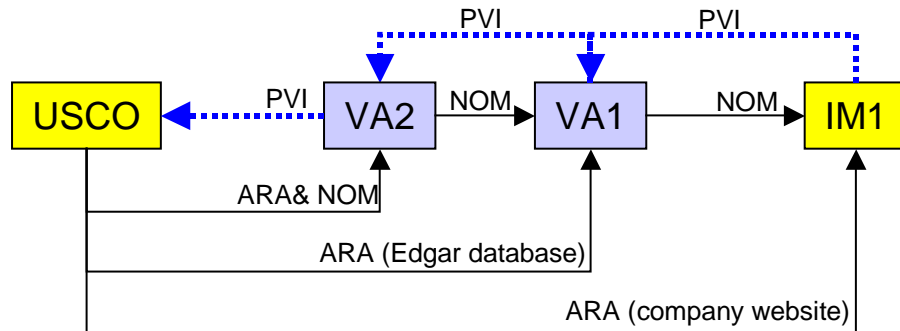 PVI PVI
USCO PVI VA2 NOM VA1 NOM IM1
ARA& NOM
ARA (Edgar database)
ARA (company website)